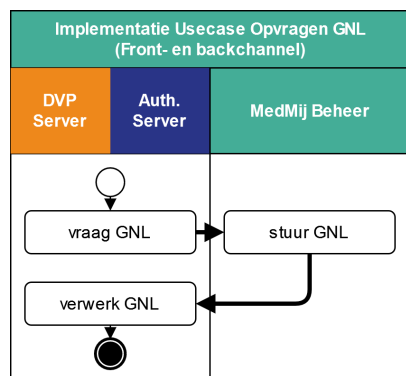 Implementatie Usecase Opvragen GNL
(Front- en backchannel)
DVP
Server
Auth.
Server
MedMij Beheer
vraag GNL
stuur GNL
verwerk GNL